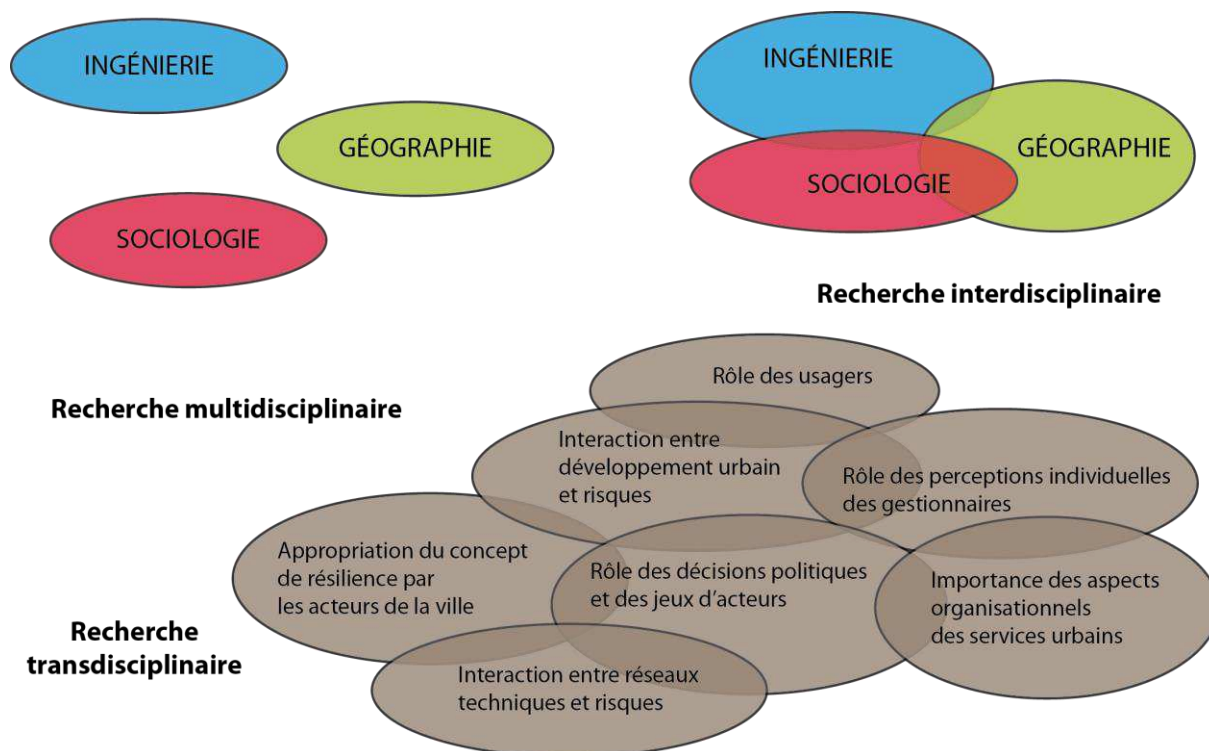 INGÉNIERIE
GÉOGRAPHIE
SOCIOLOGIE
Recherche multidisciplinaire
INGÉNIERIE
GÉOGRAPHIE
SOCIOLOGIE
Recherche interdisciplinaire
Rôle des usagers
Interaction entre
développement urbain
et risques
Rôle des perceptions individuelles
des gestionnaires
Appropriation du concept
de résilience par
les acteurs de la ville
Rôle des décisions politiques
et des jeux d’acteurs
Importance des aspects
organisationnels
des services urbains
Interaction entre réseaux
techniques et risques
Recherche
transdisciplinaire